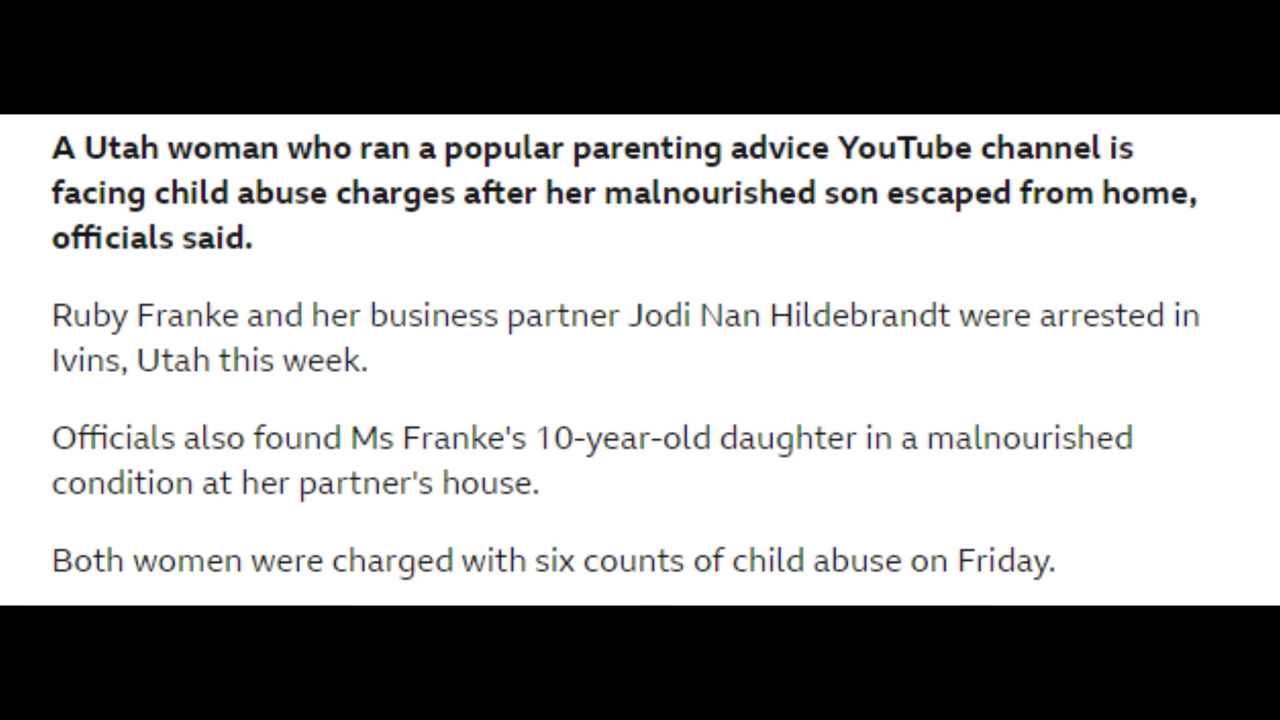 A Utah woman who ran a popular parenting advice YouTube channel is
facing child abuse charges after her malnourished son escaped from home,
officials said.
Ruby Franke and her business partner Jodi Nan Hildebrandt were arrested in
Ivins, Utah this week.
Officials also found Ms Franke's 10-year-old daughter in a malnourished
condition at her partner's house.
Both women were charged with six counts of child abuse on Friday.